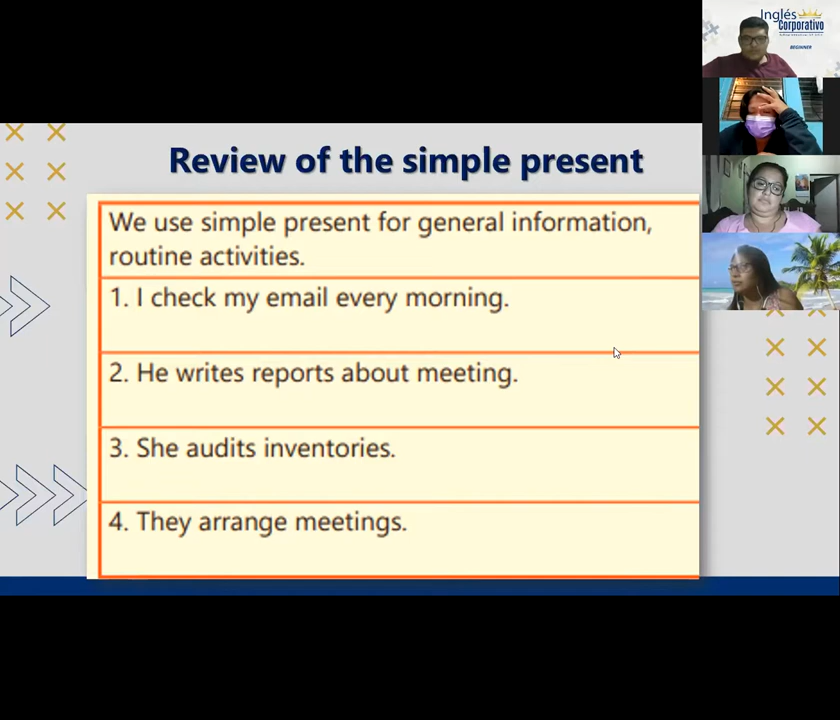 Inglés
Corporativo
BEGINNER
Review of the simple present
We use simple present for general information,
routine activities.
1. I check my email every morning.
2. He writes reports about meeting.
3. She audits inventories.
4. They arrange meetings.